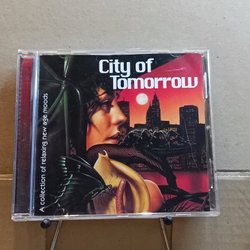 City of
Tomorrow
A collection of relaxing new age moods